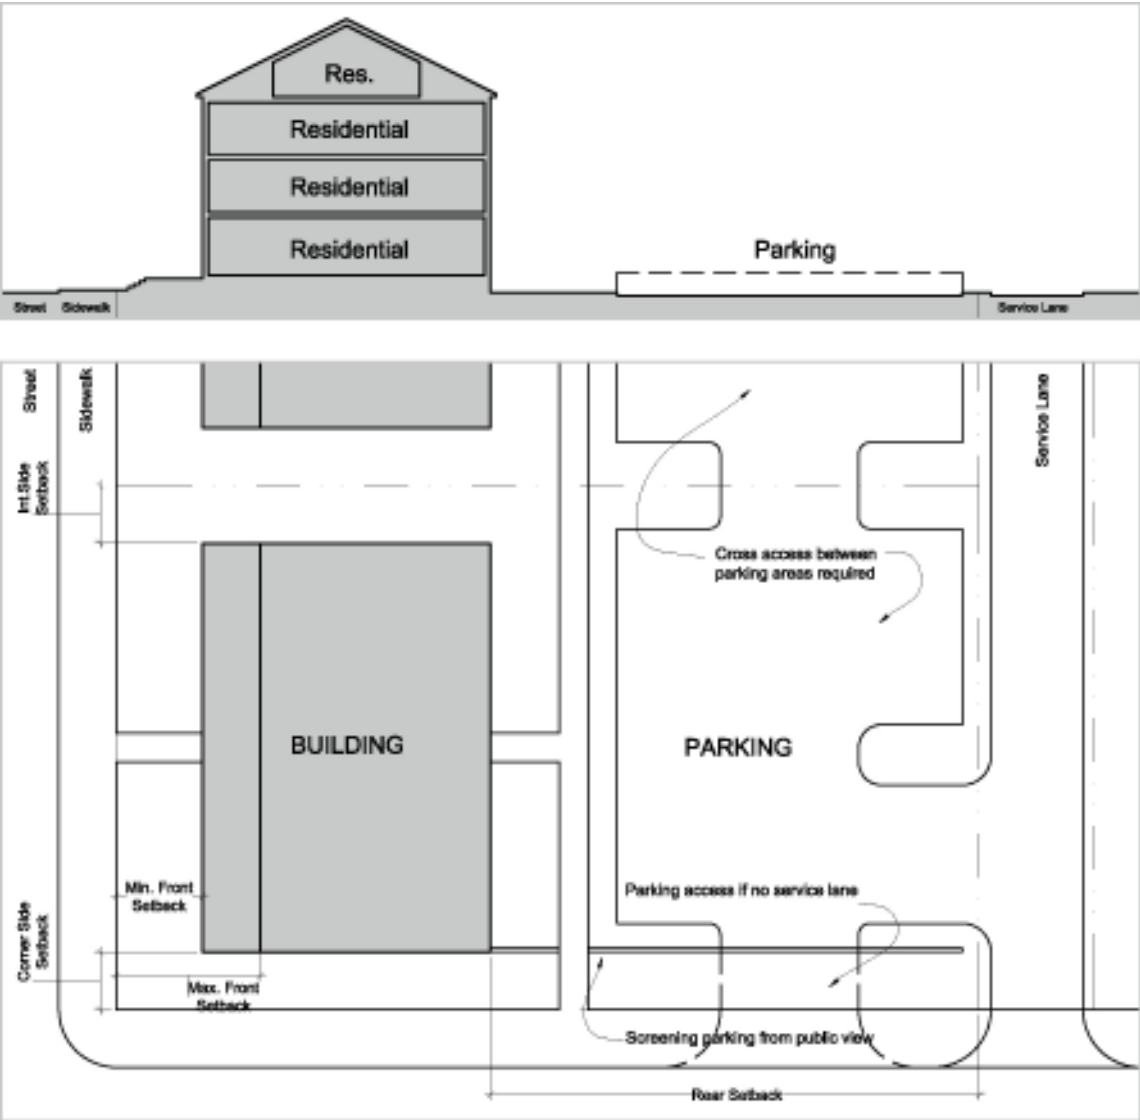 Res.
Residential
Residential
Residential
Parking
Street
Sidewalk
Service Lane
Street
Sidewalk
Service Lane
Int.Side
Setback
Cross access between
parking areas required
BUILDING
PARKING
Min. Front
Setback
Parking access if no service lane
Corner Side
Setback
Max. Front
Setback
Screening parking from public view
Rear Setback